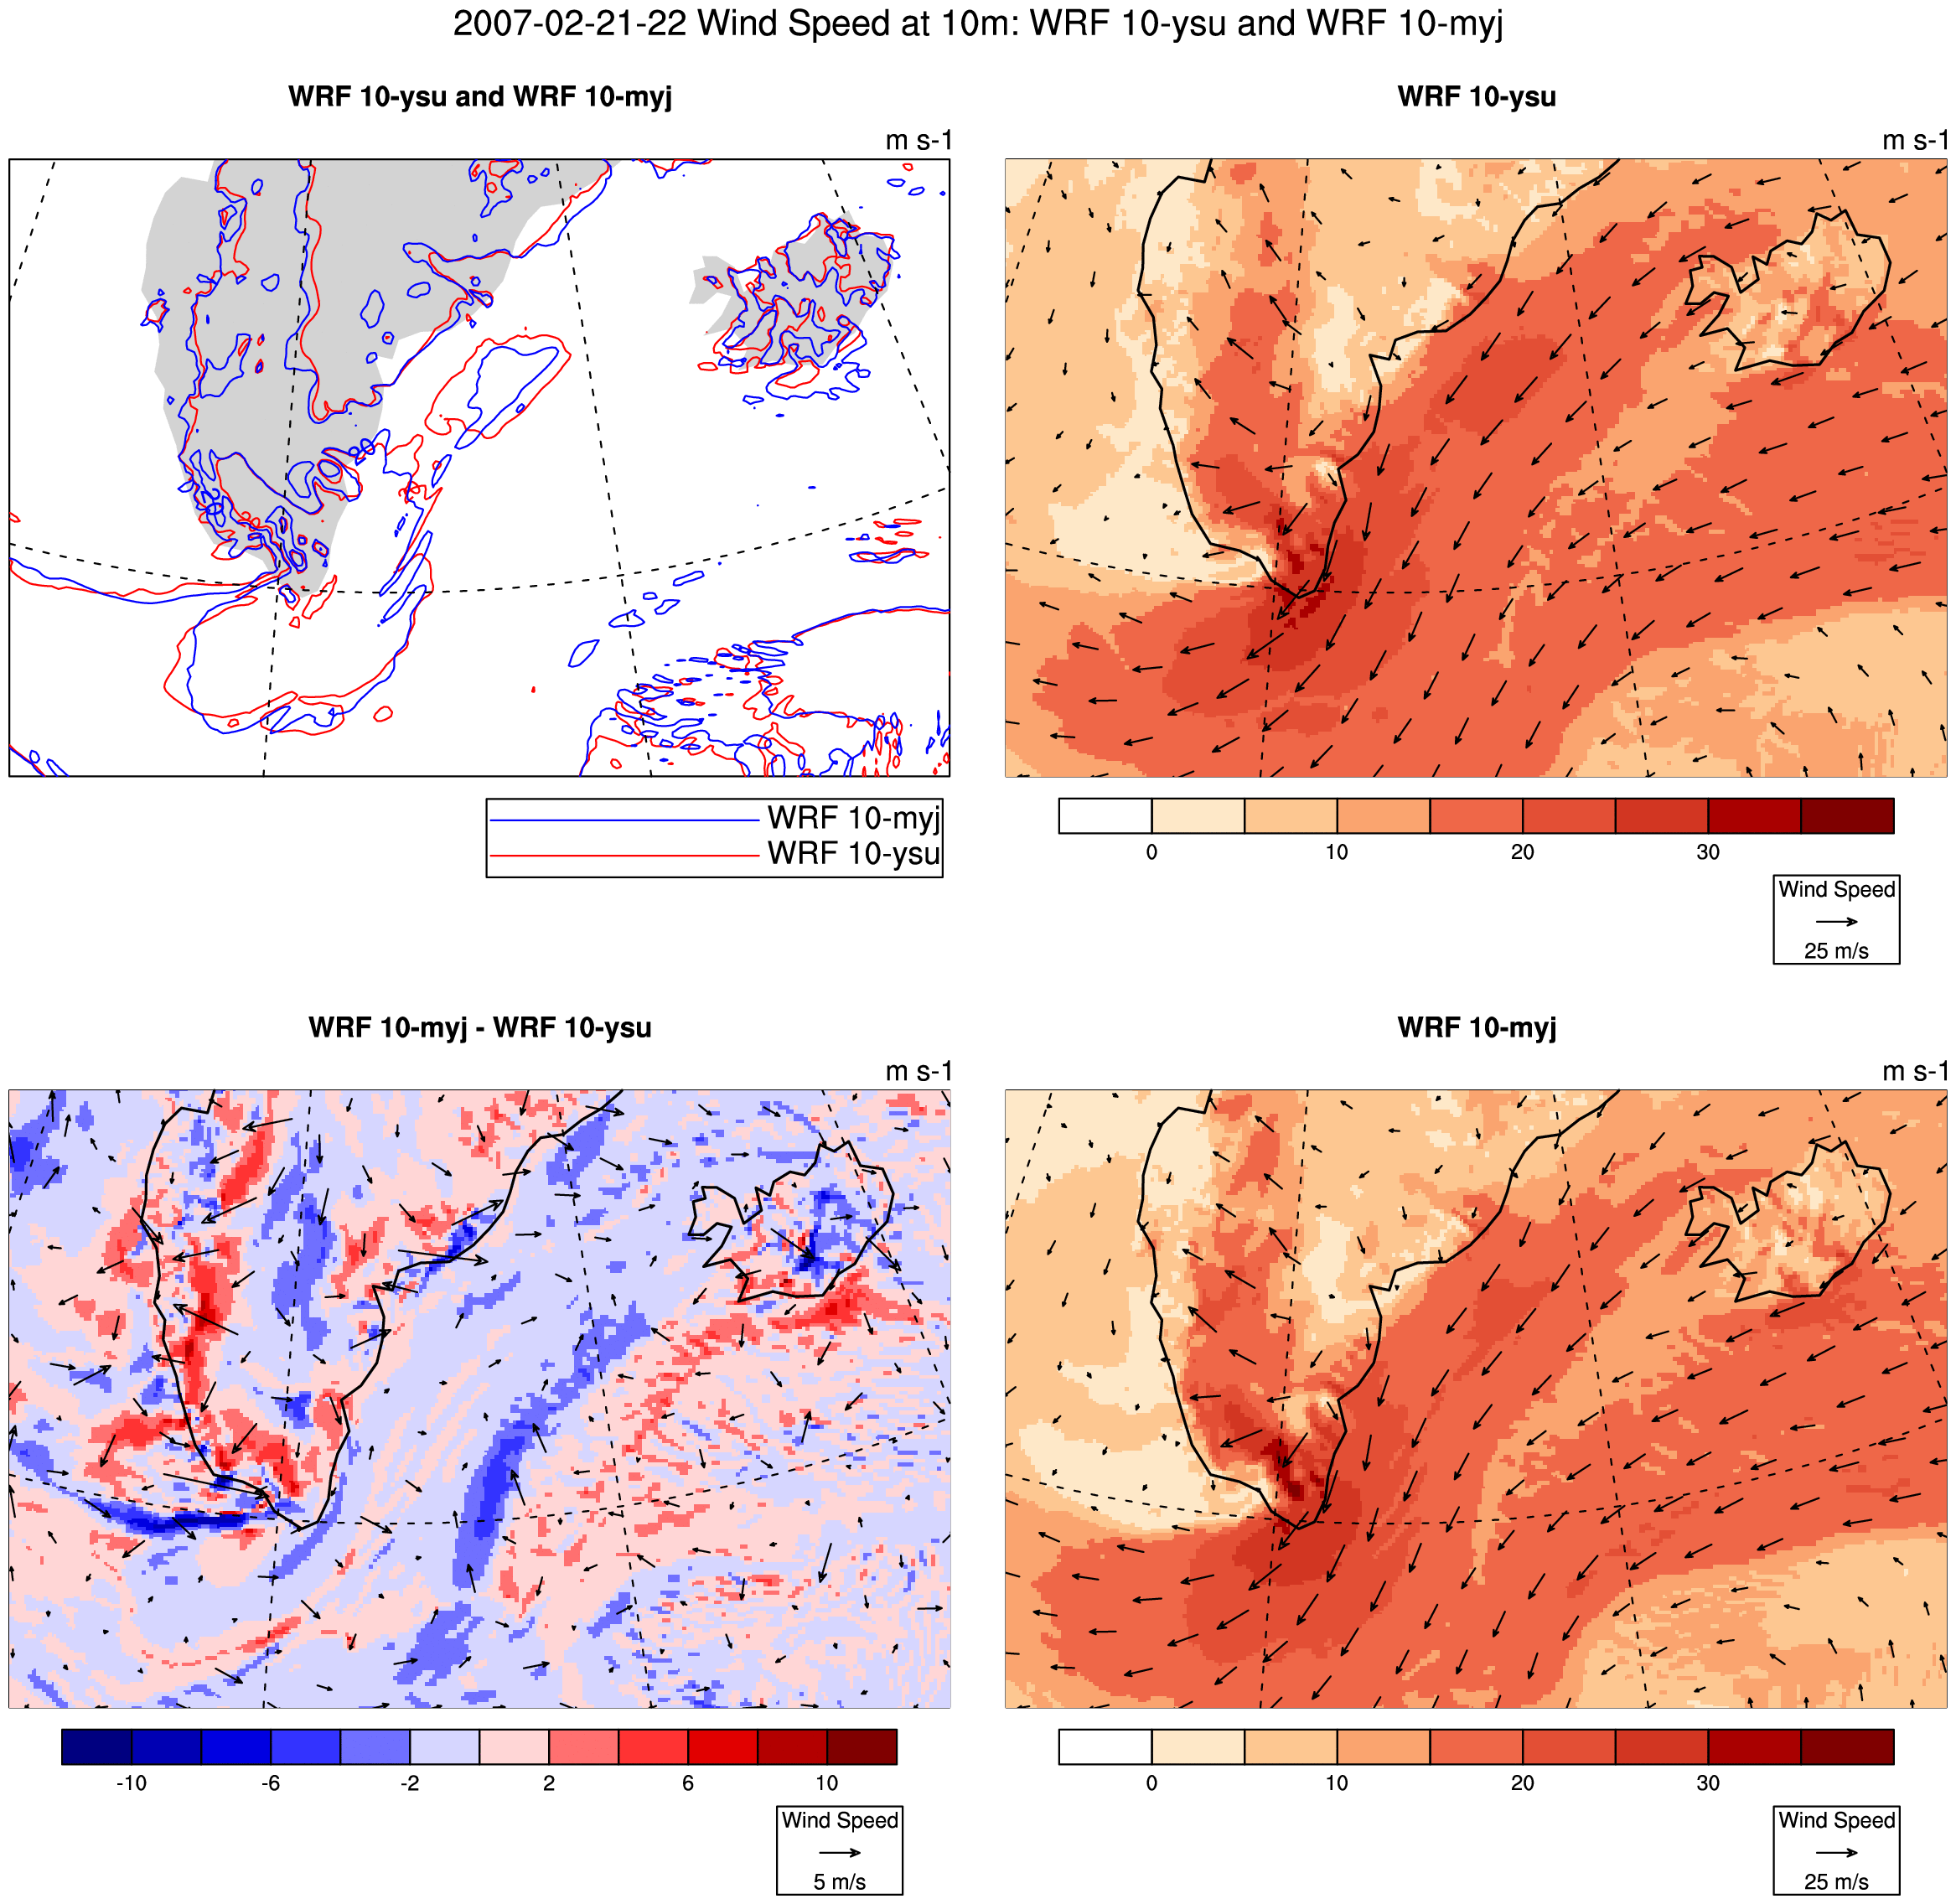 2007-02-21-22 Wind Speed at 10m: WRF 10-ysu and WRF 10-myj
WRF 10-ysu and WRF 10-myj
m s-1
WRF 10-myj
WRF 10-ysu
WRF 10-ysu
m s-1
0 10 20 30
Wind Speed
25 m/s
WRF 10-myj - WRF 10-ysu
m s-1
-10 -6 -2 2 6 10
Wind Speed
5 m/s
WRF 10-myj
m s-1
0 10 20 30
Wind Speed
25 m/s